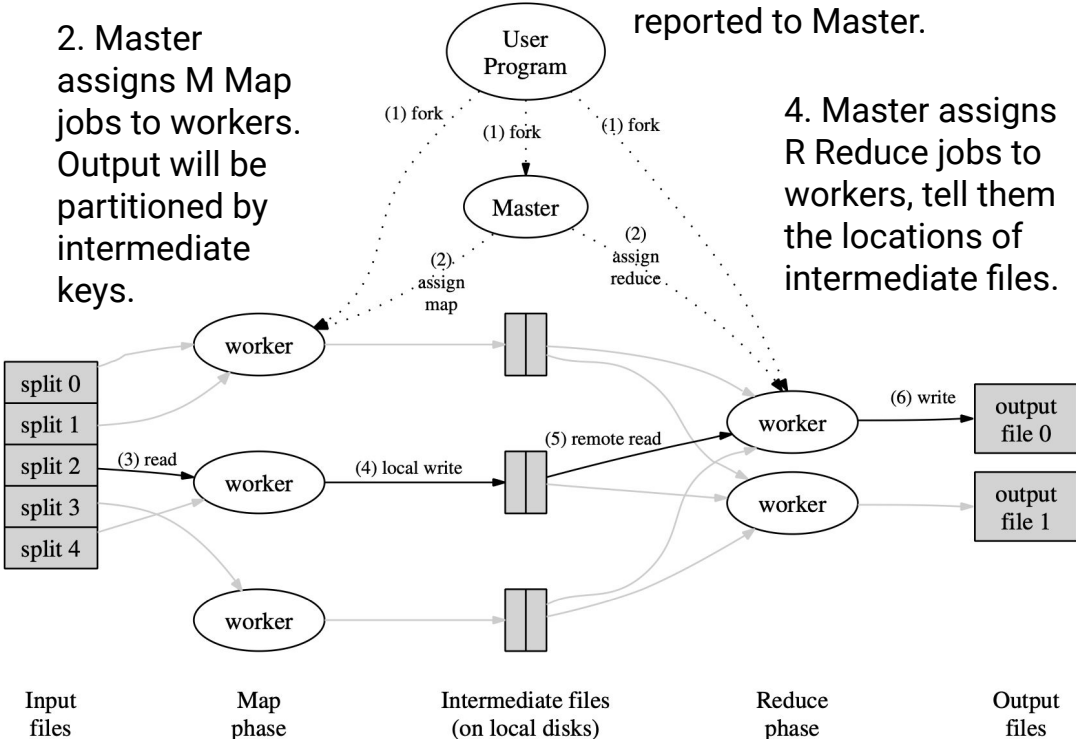 reported to Master.
2. Master
assigns M Map
jobs to workers.
Output will be
partitioned by
intermediate
keys.
User
Program
4. Master assigns
R Reduce jobs to
workers, tell them
the locations of
intermediate files.
(1) fork
(1) fork
(1) fork
Master
(2)
assign
map
(2)
assign
reduce
split 0
split 1
split 2
split 3
split 4
(3) read
worker
worker
worker
(4) local write
(5) remote read
worker
worker
(6) write
output
file 0
output
file 1
Input
files
Map
phase
Intermediate files
(on local disks)
Reduce
phase
Output
files